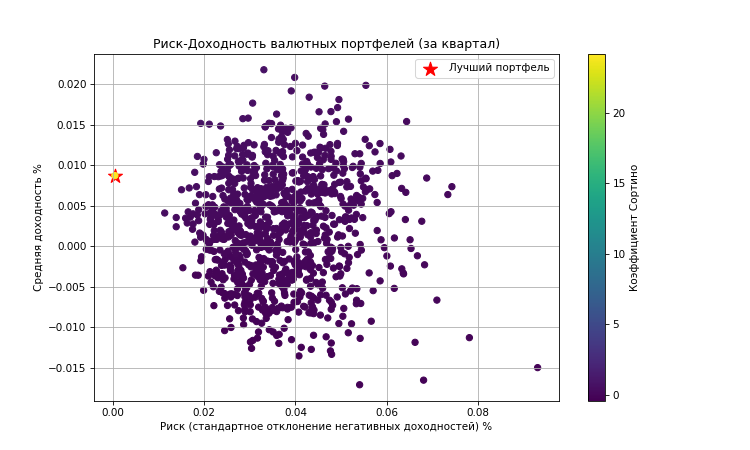 Риск-Доходность валютных портфелей (за квартал)
Лучший портфель
0.020
0.015
0.010
0.005
0.000
−0.005
−0.010
−0.015
Средняя доходность %
0.00 0.02 0.04 0.06 0.08
Риск (стандартное отклонение негативных доходностей) %
20
15
10
5
0
Коэффициент Сортино